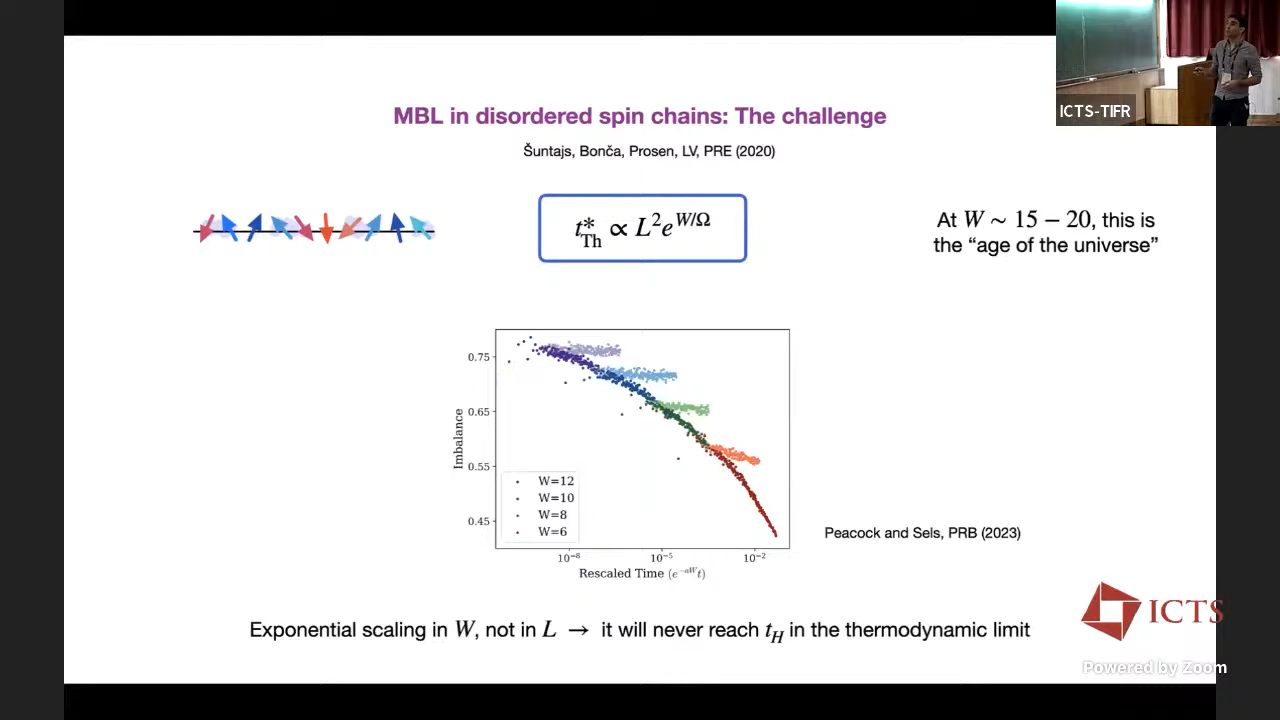 ICTS-TIFR
MBL in disordered spin chains: The challenge
Šuntajs, Bonča, Prosen, LV, PRE (2020)
t*_Th ∝ L²e^{W/Ω}
At W ∼ 15 − 20, this is
the “age of the universe”
0.75
0.65
0.55
0.45
Imbalance
W=12
W=10
W=8
W=6
10⁻⁸ 10⁻⁵ 10⁻²
Rescaled Time (e^{−aW}t)
Peacock and Sels, PRB (2023)
Exponential scaling in W, not in L → it will never reach t_H in the thermodynamic limit
ICTS
Powered by Zoom